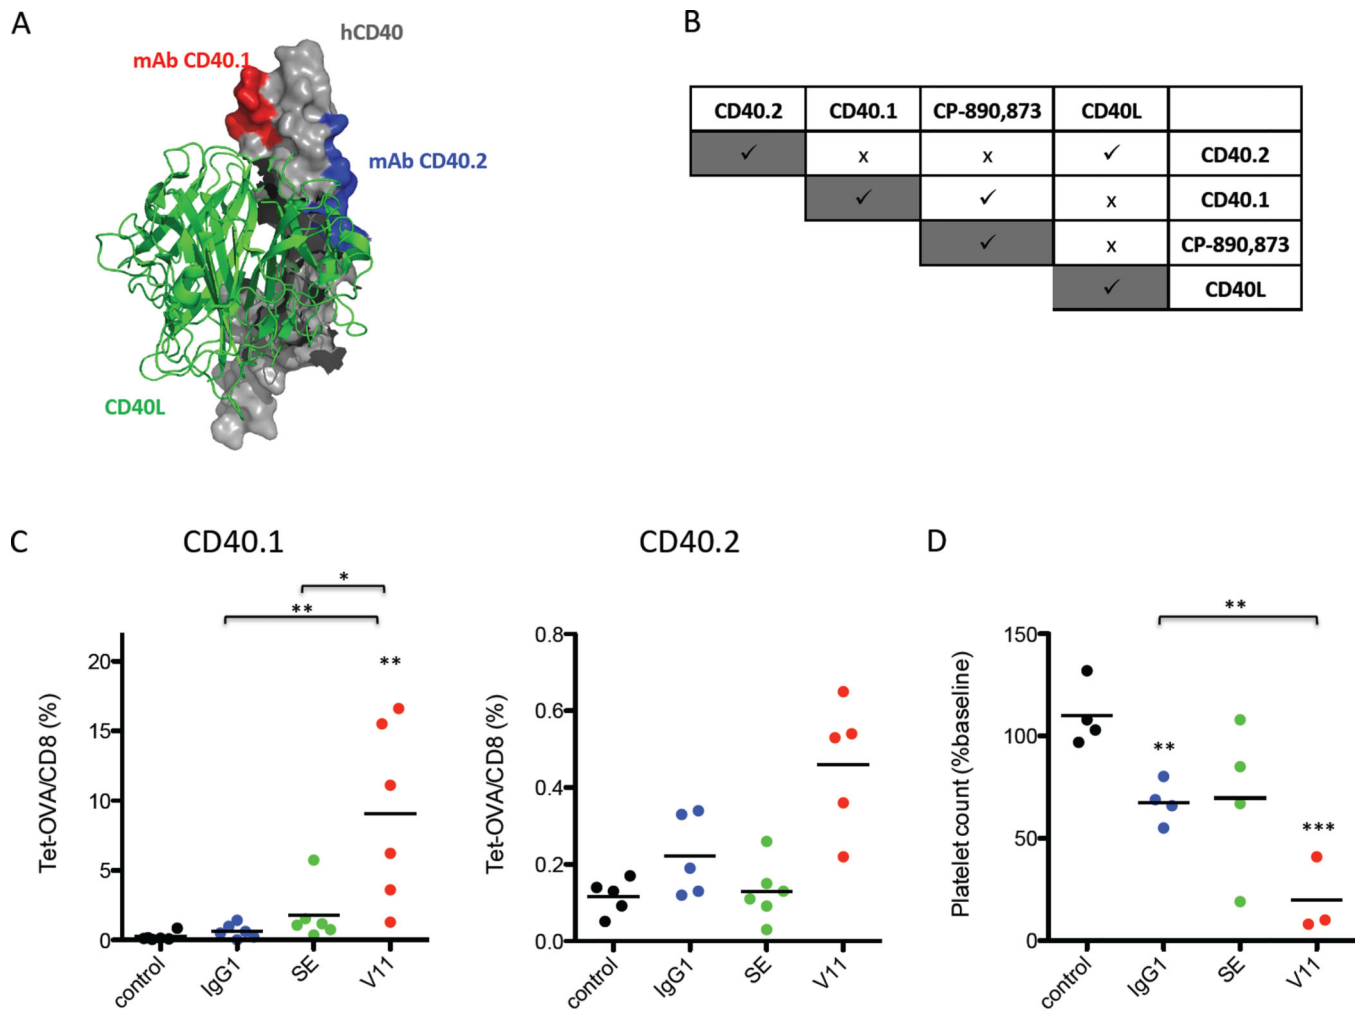 A
hCD40
mAb CD40.1
mAb CD40.2
CD40L
B
CD40.2 CD40.1 CP-890,873 CD40L
✓ x x ✓ CD40.2
✓ ✓ x CD40.1
✓ x CP-890,873
✓ CD40L
C
CD40.1
*
**
**
Tet-OVA/CD8 (%)
20
15
10
5
0
control IgG1 SE V11
CD40.2
Tet-OVA/CD8 (%)
0.8
0.6
0.4
0.2
0.0
control IgG1 SE V11
D
**
**
***
Platelet count (%baseline)
150
100
50
0
control IgG1 SE V11